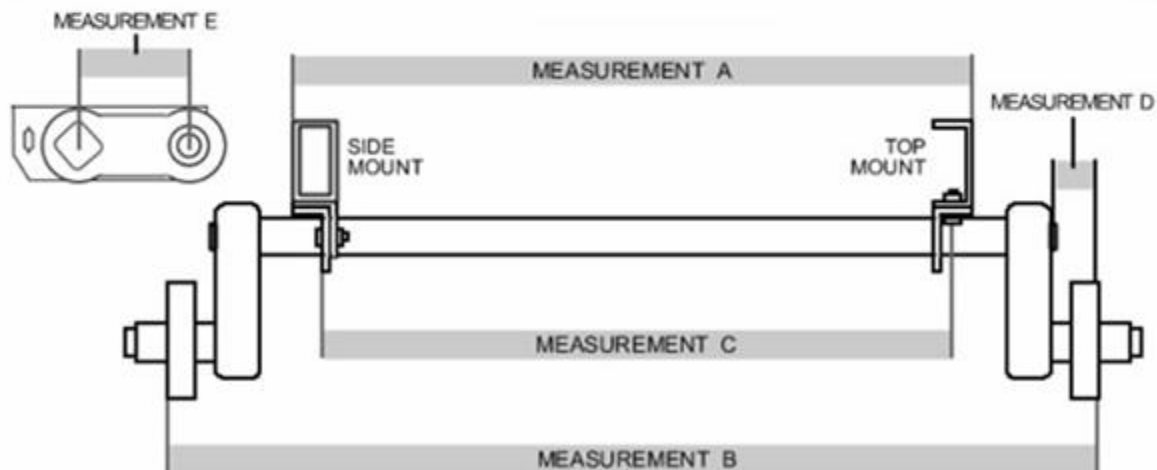 MEASUREMENT E
MEASUREMENT A
MEASUREMENT D
SIDE
MOUNT
TOP
MOUNT
MEASUREMENT C
MEASUREMENT B